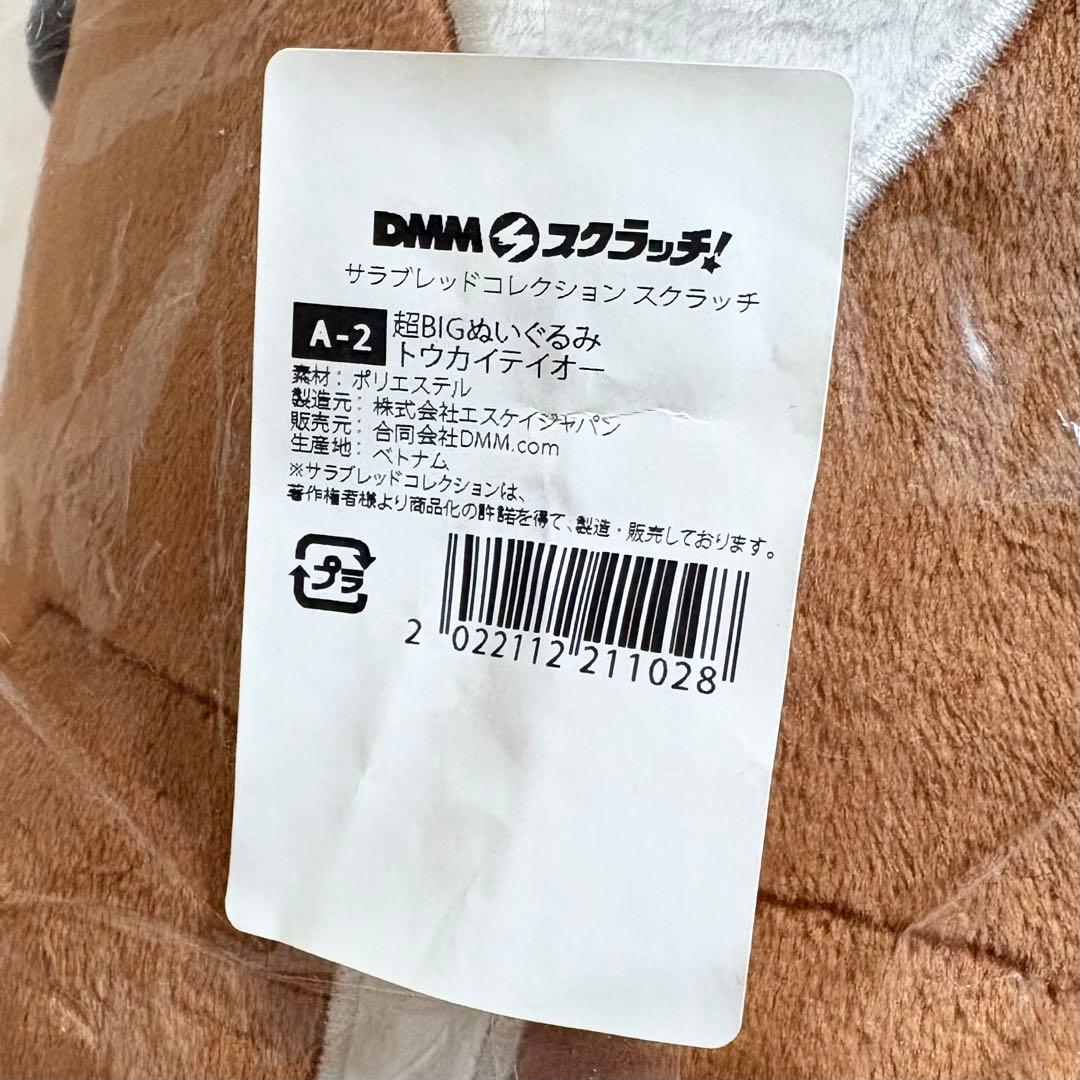 DMMスクラッチ!
サラブレッドコレクション スクラッチ
A-2 超BIGぬいぐるみ
トウカイテイオー
素材：ポリエステル
製造元：株式会社エスケイジャパン
販売元：合同会社DMM.com
生産地：ベトナム
※サラブレッドコレクションは、
著作権者様より商品化の許諾を得て、製造・販売しております。
プラ
2 022112 211028